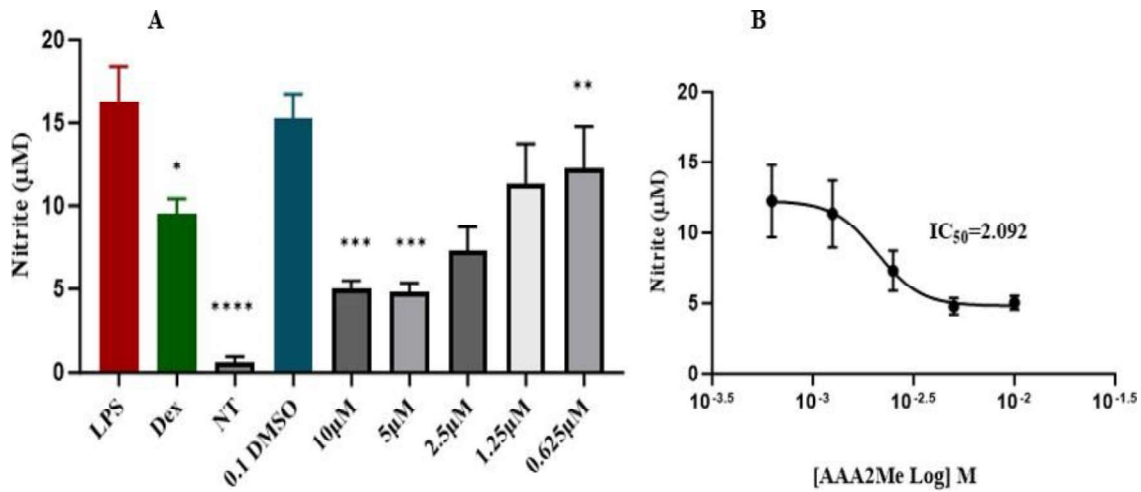 A
Nitrite (µM)
20
15
10
5
0
*
****
***
***
**
LPS
Dex
NT
0.1 DMSO
10µM
5µM
2.5µM
1.25µM
0.625µM
B
Nitrite (µM)
20
15
10
5
0
IC50=2.092
10-3.5
10-3
10-2.5
10-2
10-1.5
[AAA2Me Log] M